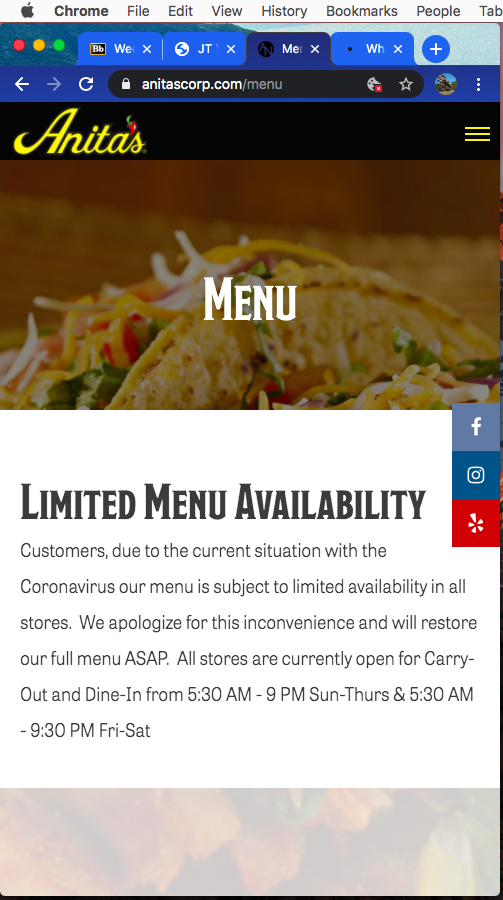 Chrome File Edit View History Bookmarks People Tab
Bb Wee JT Mer Wh
anitascorp.com/menu
Anita's
Menu
Limited Menu Availability
Customers, due to the current situation with the
Coronavirus our menu is subject to limited availability in all
stores. We apologize for this inconvenience and will restore
our full menu ASAP. All stores are currently open for Carry-
Out and Dine-In from 5:30 AM - 9 PM Sun-Thurs & 5:30 AM
- 9:30 PM Fri-Sat